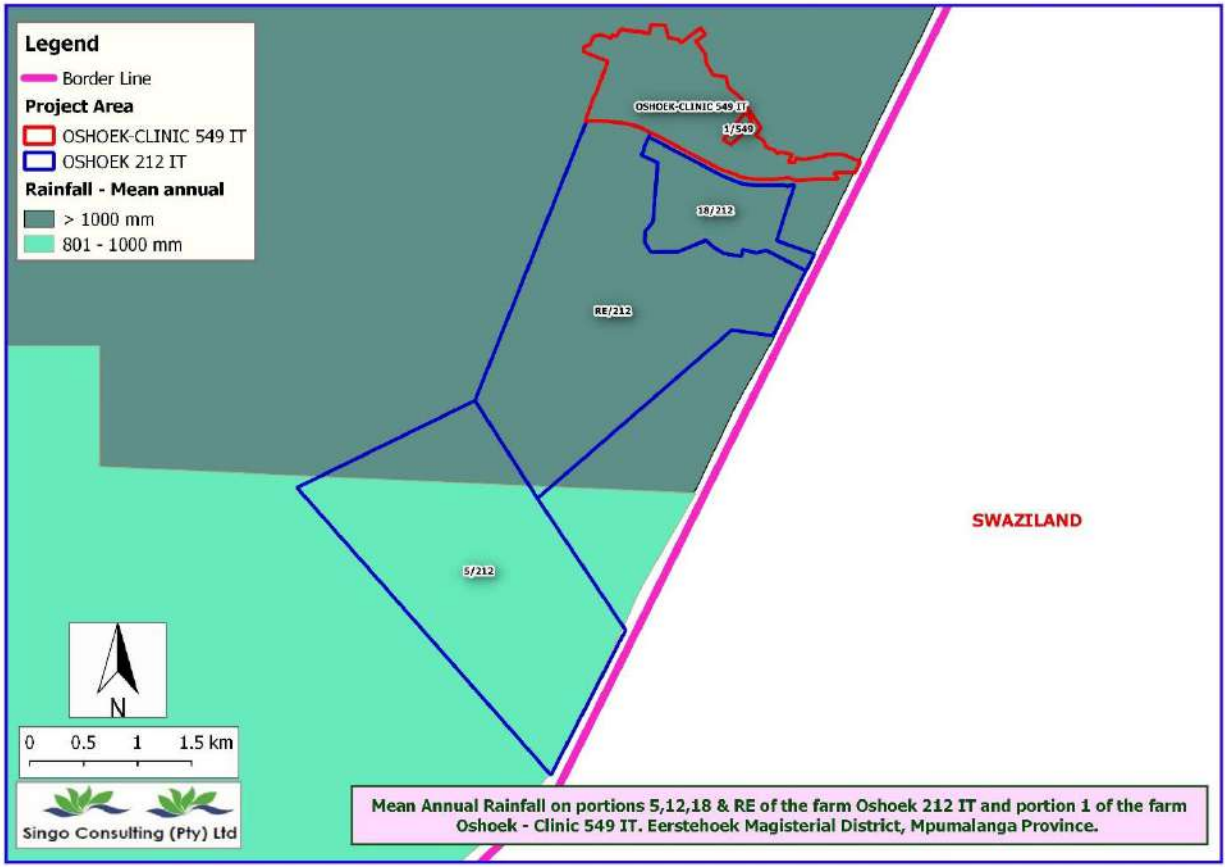 Legend
Border Line
Project Area
OSHOEK-CLINIC 549 IT
OSHOEK 212 IT
Rainfall - Mean annual
> 1000 mm
801 - 1000 mm
OSHOEK-CLINIC 549 IT
1/549
18/212
RE/212
5/212
SWAZILAND
N
0 0.5 1 1.5 km
Singo Consulting (Pty) Ltd
Mean Annual Rainfall on portions 5,12,18 & RE of the farm Oshoek 212 IT and portion 1 of the farm
Oshoek - Clinic 549 IT. Eerstehoek Magisterial District, Mpumalanga Province.